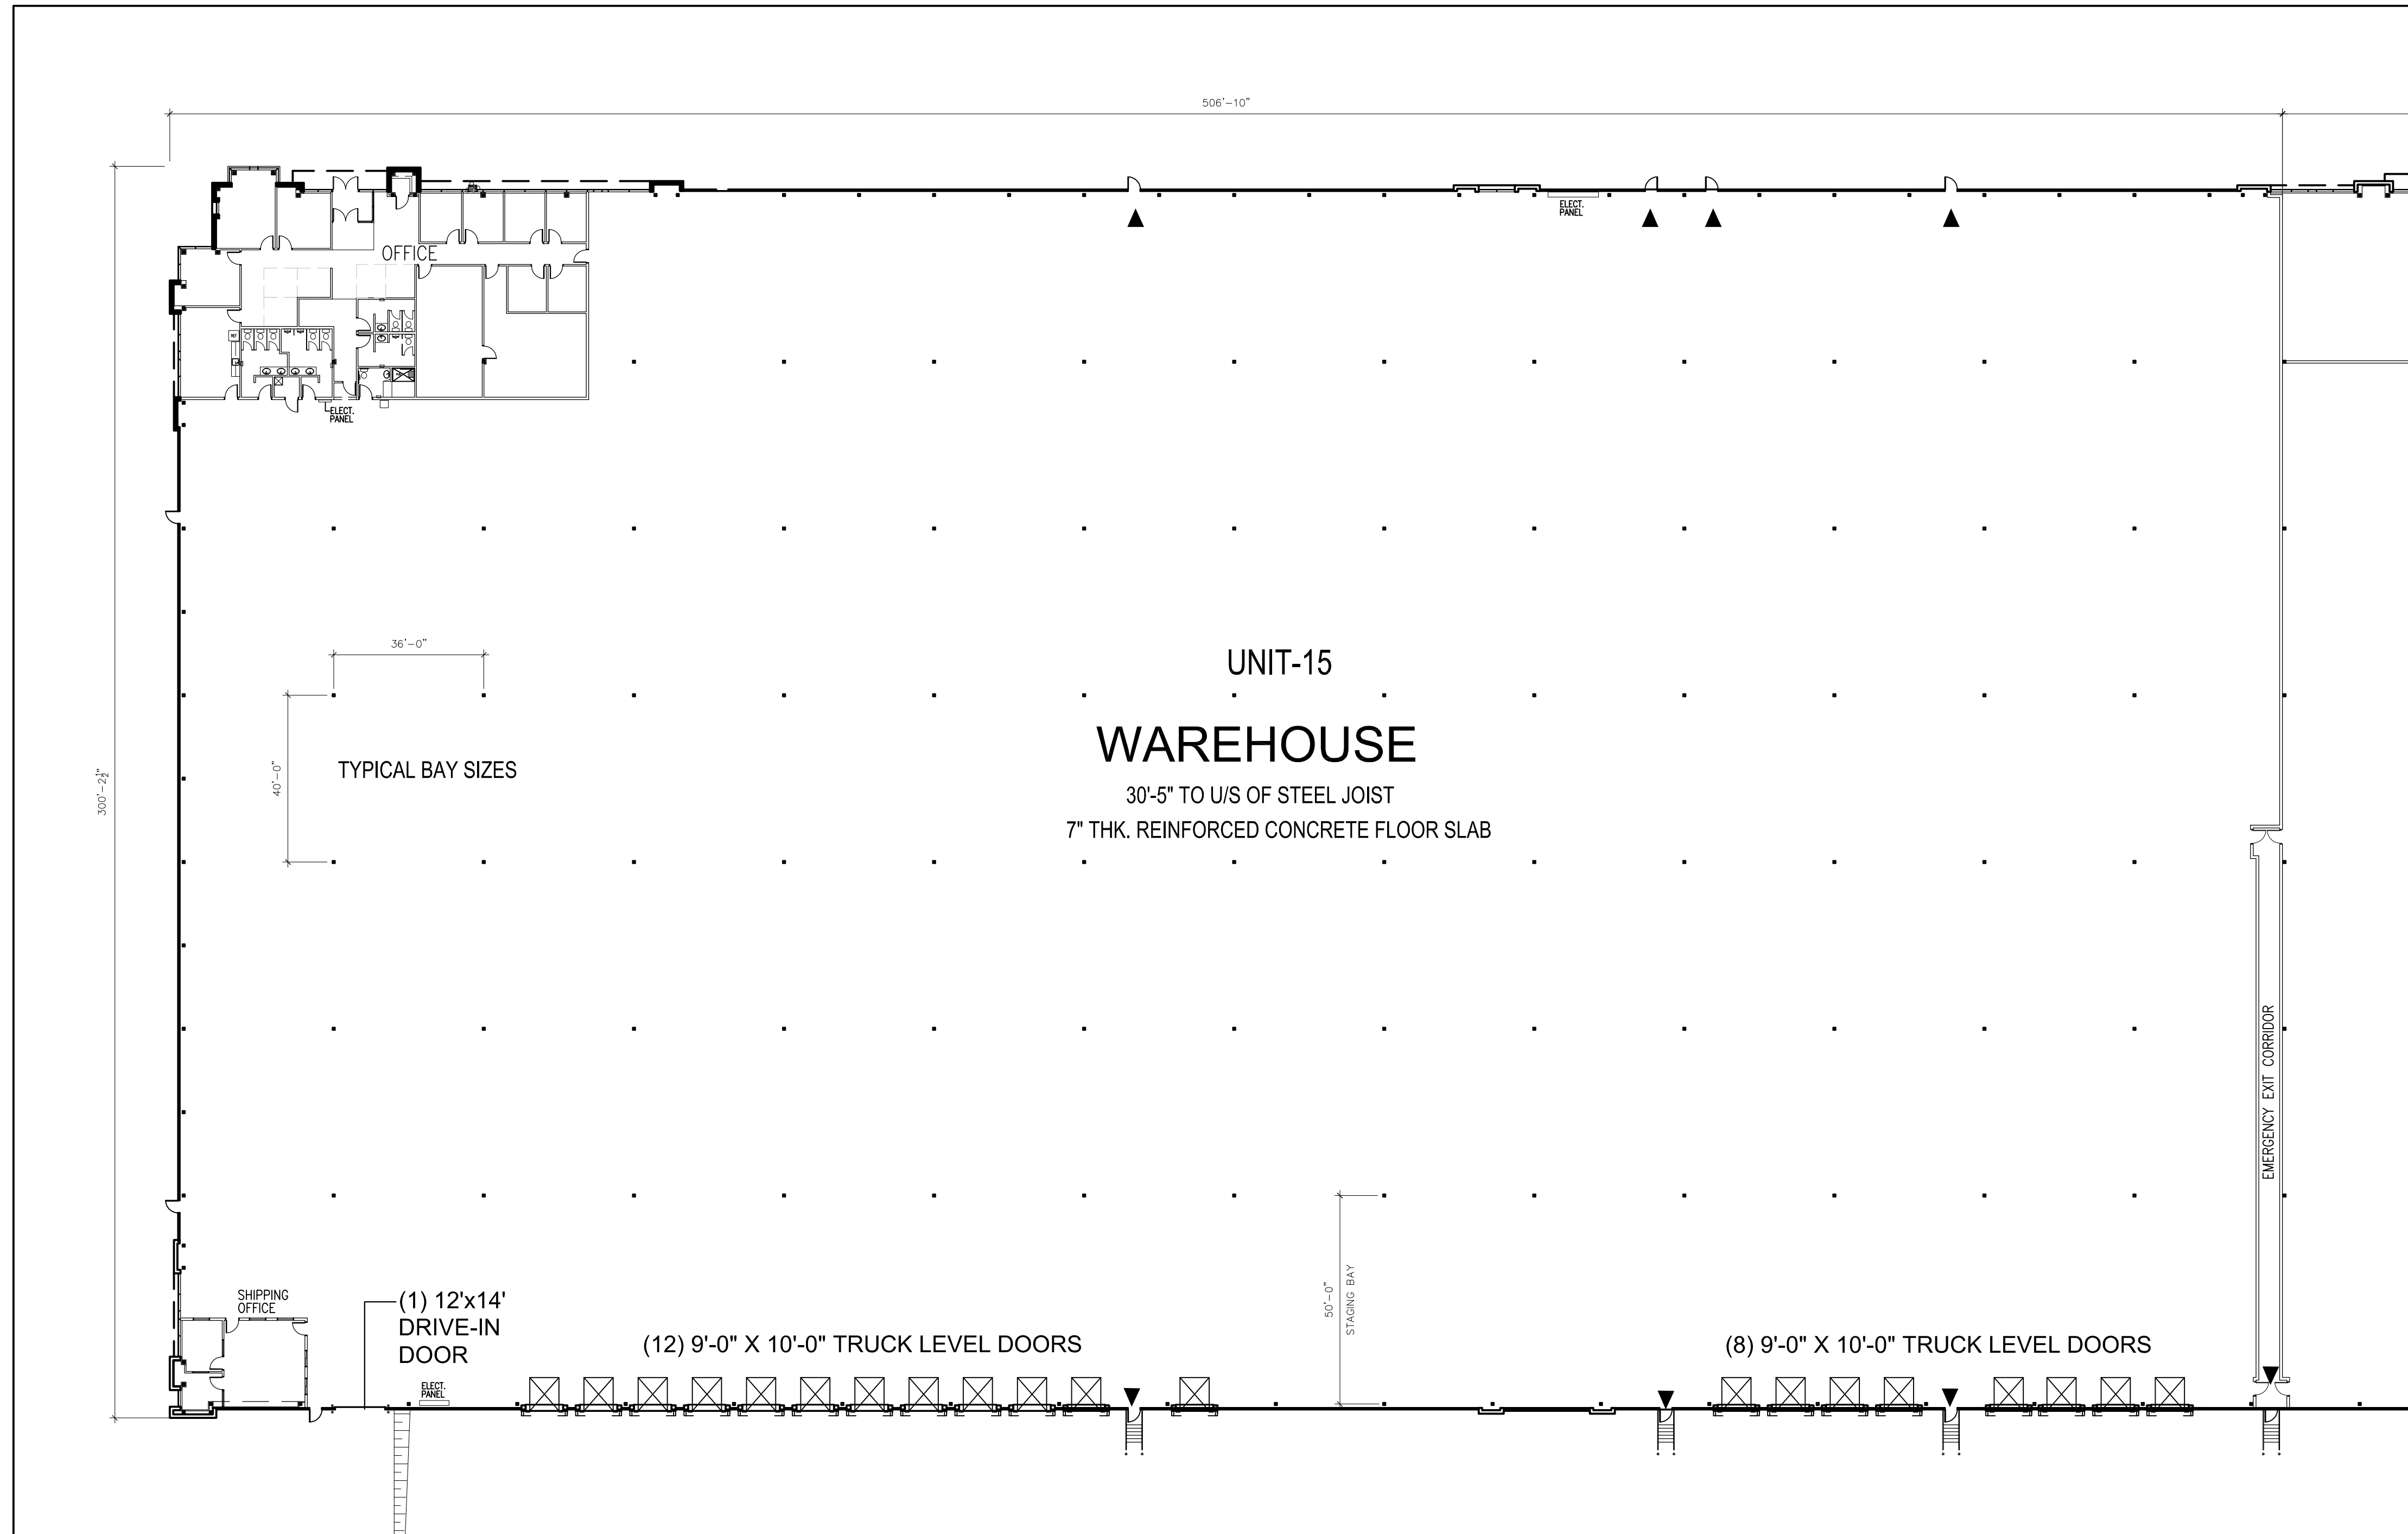 506'-10"
ELECT.
PANEL
OFFICE
REF
ELECT.
PANEL
36'-0"
UNIT-15
WAREHOUSE
30'-5" TO U/S OF STEEL JOIST
7" THK. REINFORCED CONCRETE FLOOR SLAB
TYPICAL BAY SIZES
40'-0"
300'-2½"
EMERGENCY EXIT CORRIDOR
SHIPPING
OFFICE
(1) 12'x14'
DRIVE-IN
DOOR
50'-0"
STAGING BAY
(12) 9'-0" X 10'-0" TRUCK LEVEL DOORS
(8) 9'-0" X 10'-0" TRUCK LEVEL DOORS
ELECT.
PANEL